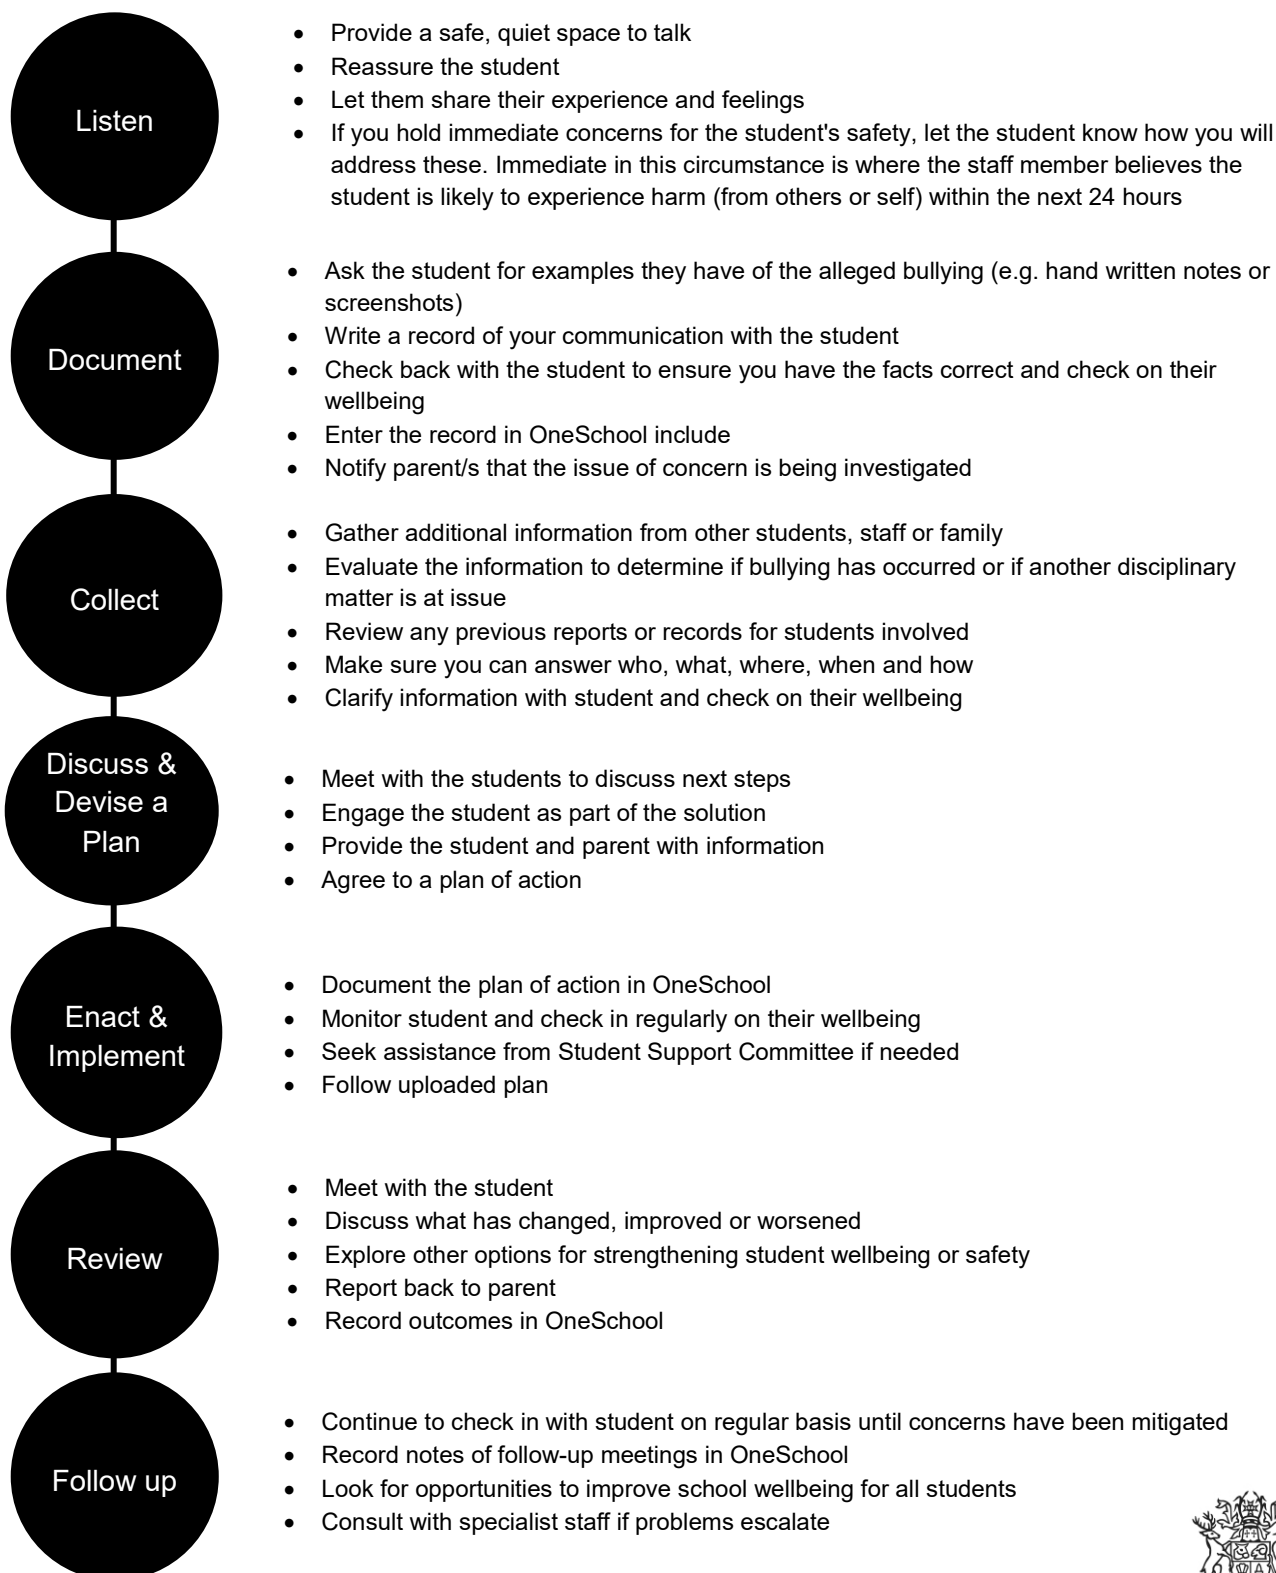 Listen
• Provide a safe, quiet space to talk
• Reassure the student
• Let them share their experience and feelings
• If you hold immediate concerns for the student's safety, let the student know how you will
address these. Immediate in this circumstance is where the staff member believes the
student is likely to experience harm (from others or self) within the next 24 hours
Document
• Ask the student for examples they have of the alleged bullying (e.g. hand written notes or
screenshots)
• Write a record of your communication with the student
• Check back with the student to ensure you have the facts correct and check on their
wellbeing
• Enter the record in OneSchool include
• Notify parent/s that the issue of concern is being investigated
Collect
• Gather additional information from other students, staff or family
• Evaluate the information to determine if bullying has occurred or if another disciplinary
matter is at issue
• Review any previous reports or records for students involved
• Make sure you can answer who, what, where, when and how
• Clarify information with student and check on their wellbeing
Discuss &
Devise a
Plan
• Meet with the students to discuss next steps
• Engage the student as part of the solution
• Provide the student and parent with information
• Agree to a plan of action
Enact &
Implement
• Document the plan of action in OneSchool
• Monitor student and check in regularly on their wellbeing
• Seek assistance from Student Support Committee if needed
• Follow uploaded plan
Review
• Meet with the student
• Discuss what has changed, improved or worsened
• Explore other options for strengthening student wellbeing or safety
• Report back to parent
• Record outcomes in OneSchool
Follow up
• Continue to check in with student on regular basis until concerns have been mitigated
• Record notes of follow-up meetings in OneSchool
• Look for opportunities to improve school wellbeing for all students
• Consult with specialist staff if problems escalate